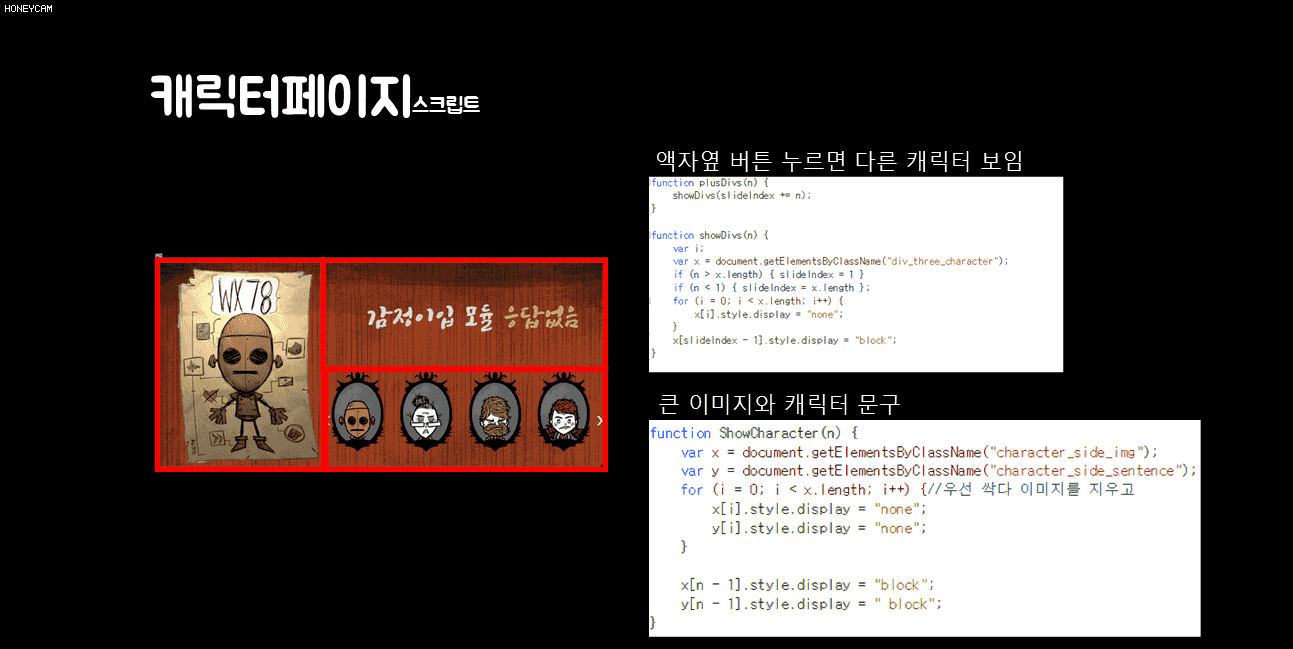 HONEYCAM
캐릭터페이지스크립트
액자옆 버튼 누르면 다른 캐릭터 보임
function plusDivs(n) {
    showDivs(slideIndex += n);
}
function showDivs(n) {
    var i;
    var x = document.getElementsByClassName("div_three_character");
    if (n > x.length) { slideIndex = 1 }
    if (n < 1) { slideIndex = x.length };
    for (i = 0; i < x.length; i++) {
        x[i].style.display = "none";
    }
    x[slideIndex - 1].style.display = "block";
}
WX78
감정이입 모듈 응답없음
큰 이미지와 캐릭터 문구
function ShowCharacter(n) {
    var x = document.getElementsByClassName("character_side_img");
    var y = document.getElementsByClassName("character_side_sentence");
    for (i = 0; i < x.length; i++) {//우선 싹다 이미지를 지우고
        x[i].style.display = "none";
        y[i].style.display = "none";
    }
    x[n - 1].style.display = "block";
    y[n - 1].style.display = " block";
}